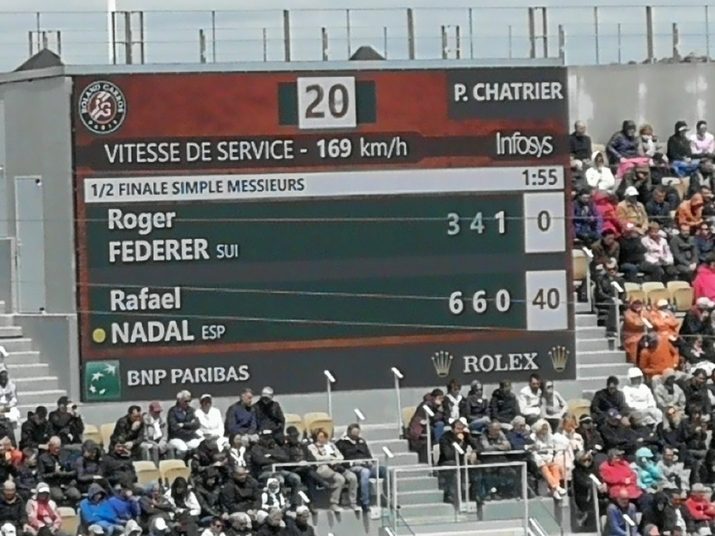 ROLAND GARROS
PARIS
20
P. CHATRIER
VITESSE DE SERVICE - 169 km/h
Infosys
1/2 FINALE SIMPLE MESSIEURS 1:55
Roger
FEDERER SUI 3 4 1 0
Rafael
NADAL ESP 6 6 0 40
BNP PARIBAS
ROLEX